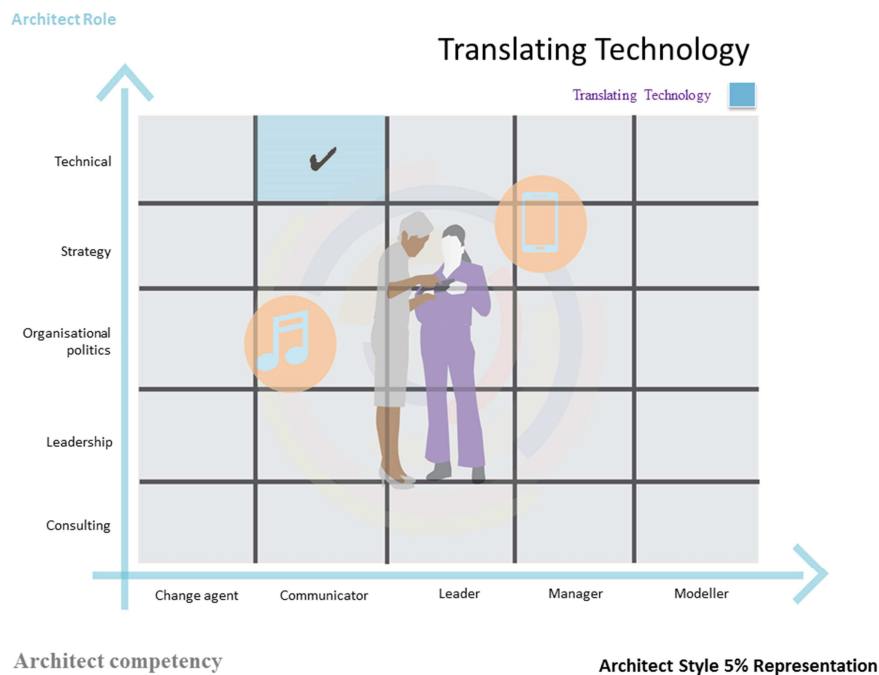 Architect Role
Translating Technology
Translating Technology
Technical
Strategy
Organisational
politics
Leadership
Consulting
Change agent
Communicator
Leader
Manager
Modeller
Architect competency
Architect Style 5% Representation